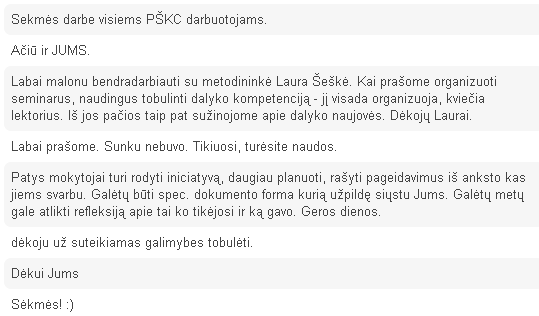 Sekmės darbe visiems PŠKC darbuotojams.
Ačiū ir JUMS.
Labai malonu bendradarbiauti su metodininkė Laura Šeškė. Kai prašome organizuoti
seminarus, naudingus tobulinti dalyko kompetenciją - jį visada organizuoja, kviečia
lektorius. Iš jos pačios taip pat sužinojome apie dalyko naujovės. Dėkojų Laurai.
Labai prašome. Sunku nebuvo. Tikiuosi, turėsite naudos.
Patys mokytojai turi rodyti iniciatyvą, daugiau planuoti, rašyti pageidavimus iš anksto kas
jiems svarbu. Galėtų būti spec. dokumento forma kurią užpildę siųstu Jums. Galėtų metų
gale atlikti refleksiją apie tai ko tikėjosi ir ką gavo. Geros dienos.
dėkoju už suteikiamas galimybes tobulėti.
Dėkui Jums
Sėkmės! :)